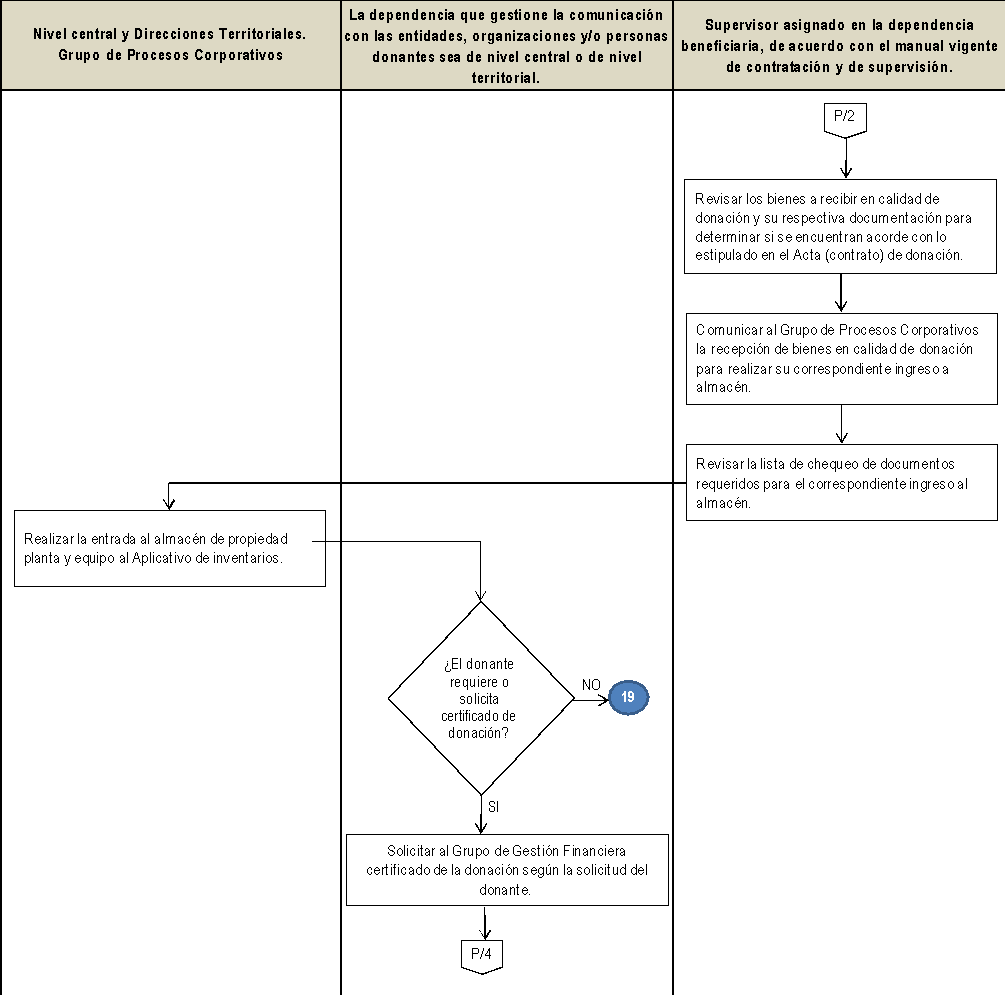 Nivel central y Direcciones Territoriales.
Grupo de Procesos Corporativos
La dependencia que gestione la comunicación
con las entidades, organizaciones y/o personas
donantes sea de nivel central o de nivel
territorial.
Supervisor asignado en la dependencia
beneficiaria, de acuerdo con el manual vigente
de contratación y de supervisión.
P/2
Revisar los bienes a recibir en calidad de
donación y su respectiva documentación para
determinar si se encuentran acorde con lo
estipulado en el Acta (contrato) de donación.
Comunicar al Grupo de Procesos Corporativos
la recepción de bienes en calidad de donación
para realizar su correspondiente ingreso a
almacén.
Revisar la lista de chequeo de documentos
requeridos para el correspondiente ingreso al
almacén.
Realizar la entrada al almacén de propiedad
planta y equipo al Aplicativo de inventarios.
¿El donante
requiere o
solicita
certificado de
donación?
NO
19
SI
Solicitar al Grupo de Gestión Financiera
certificado de la donación según la solicitud del
donante.
P/4